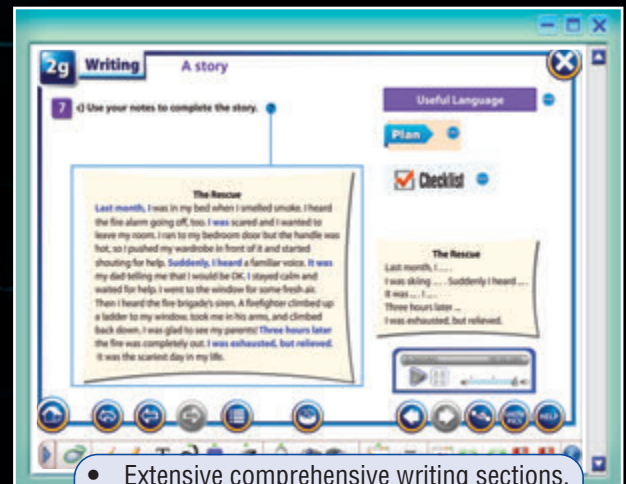 2g Writing A story
7 c) Use your notes to complete the story.
Useful Language
Plan
Checklist
The Rescue
Last month, I was in my bed when I smelled smoke. I heard
the fire alarm going off, too. I was scared and I wanted to
leave my room. I ran to my bedroom door but the handle was
hot, so I pushed my wardrobe in front of it and started
shouting for help. Suddenly, I heard a familiar voice. It was
my dad telling me that I would be OK. I stayed calm and
waited for help. I went to the window for some fresh air.
Then I heard the fire brigade's siren. A firefighter climbed up
a ladder to my window, took me in his arms, and climbed
back down. I was glad to see my parents! Three hours later
the fire was completely out. I was exhausted, but relieved.
It was the scariest day in my life.
The Rescue
Last month, I ... .
I was skiing ... . Suddenly I heard ... .
It was ... . I ... .
Three hours later ...
I was exhausted, but relieved.
HELP
• Extensive comprehensive writing sections.